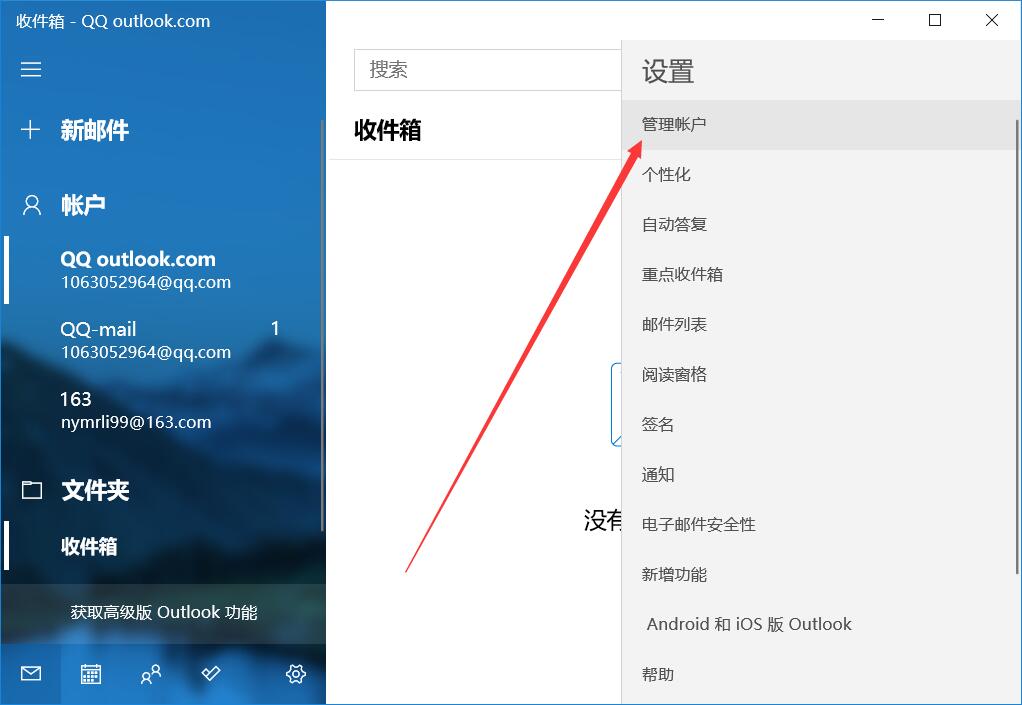 收件箱 - QQ outlook.com
新邮件
帐户
QQ outlook.com
1063052964@qq.com
QQ-mail 1
1063052964@qq.com
163
nymrli99@163.com
文件夹
收件箱
获取高级版 Outlook 功能
搜索
收件箱
没有
设置
管理帐户
个性化
自动答复
重点收件箱
邮件列表
阅读窗格
签名
通知
电子邮件安全性
新增功能
Android 和 iOS 版 Outlook
帮助